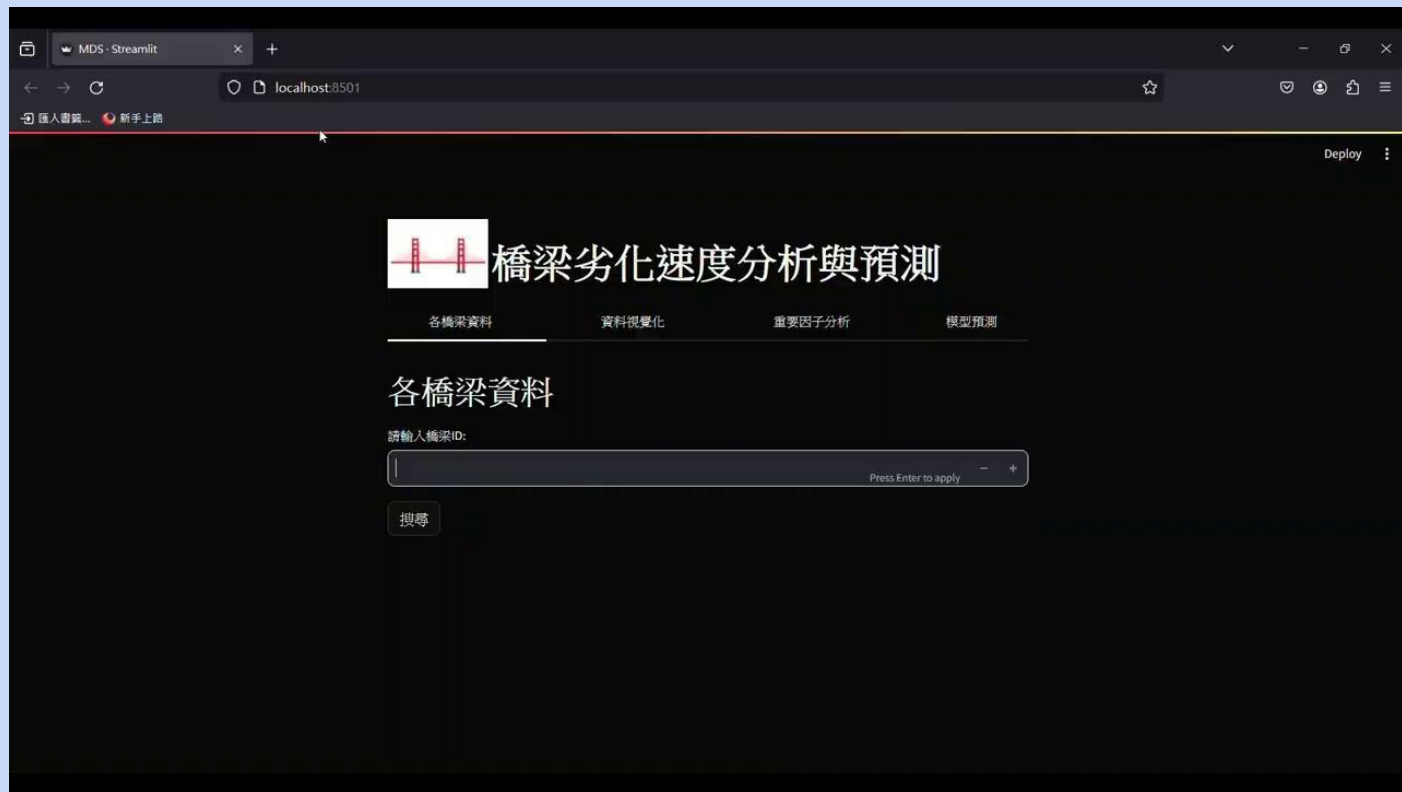 MDS · Streamlit
localhost:8501
匯入書籤... 新手上路
Deploy
橋梁劣化速度分析與預測
各橋梁資料 資料視覺化 重要因子分析 模型預測
各橋梁資料
請輸入橋梁ID:
Press Enter to apply
搜尋